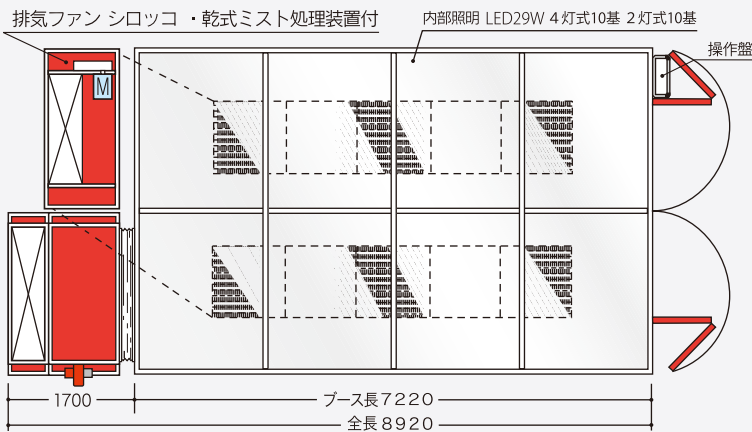 排気ファン シロッコ ・乾式ミスト処理装置付
内部照明 LED29W 4灯式10基 2灯式10基
操作盤
M
1700
ブース長7220
全長8920